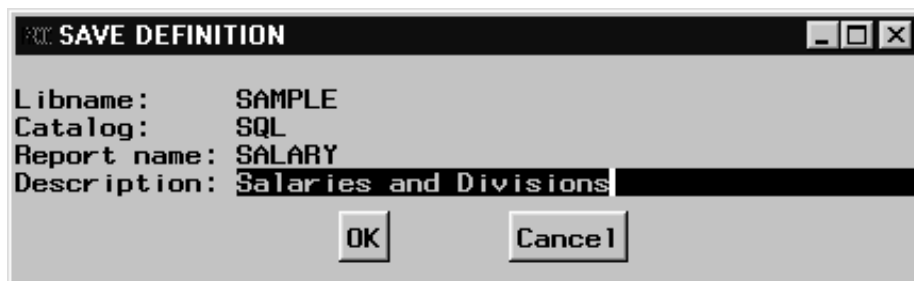 SAVE DEFINITION
Libname: SAMPLE
Catalog: SQL
Report name: SALARY
Description: Salaries and Divisions
OK Cancel